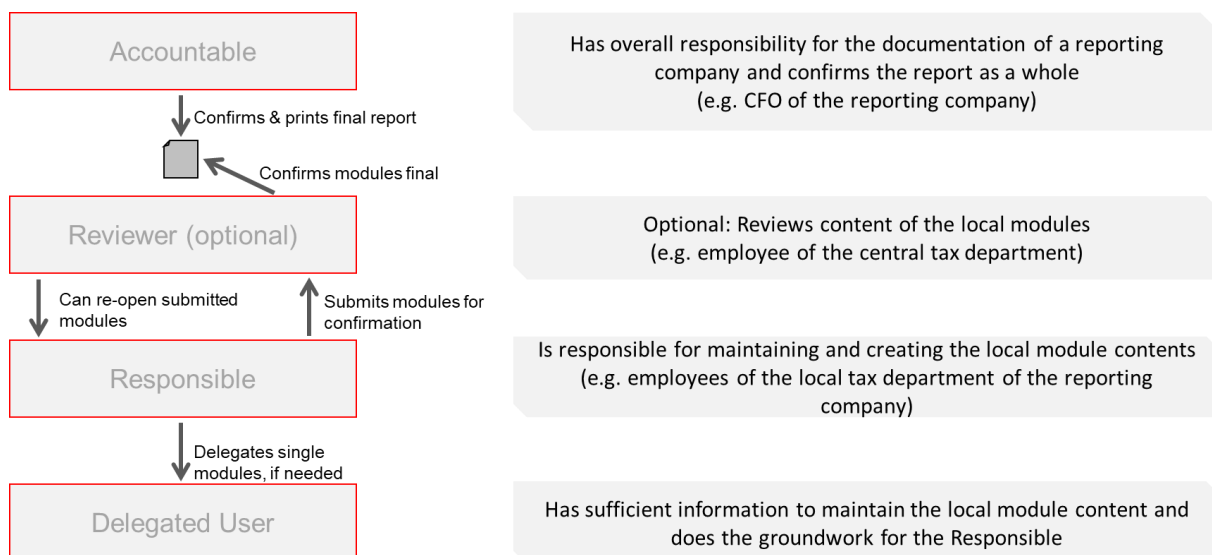 Accountable
Has overall responsibility for the documentation of a reporting
company and confirms the report as a whole
(e.g. CFO of the reporting company)
Confirms & prints final report
Confirms modules final
Reviewer (optional)
Optional: Reviews content of the local modules
(e.g. employee of the central tax department)
Can re-open submitted
modules
Submits modules for
confirmation
Responsible
Is responsible for maintaining and creating the local module contents
(e.g. employees of the local tax department of the reporting
company)
Delegates single
modules, if needed
Delegated User
Has sufficient information to maintain the local module content and
does the groundwork for the Responsible